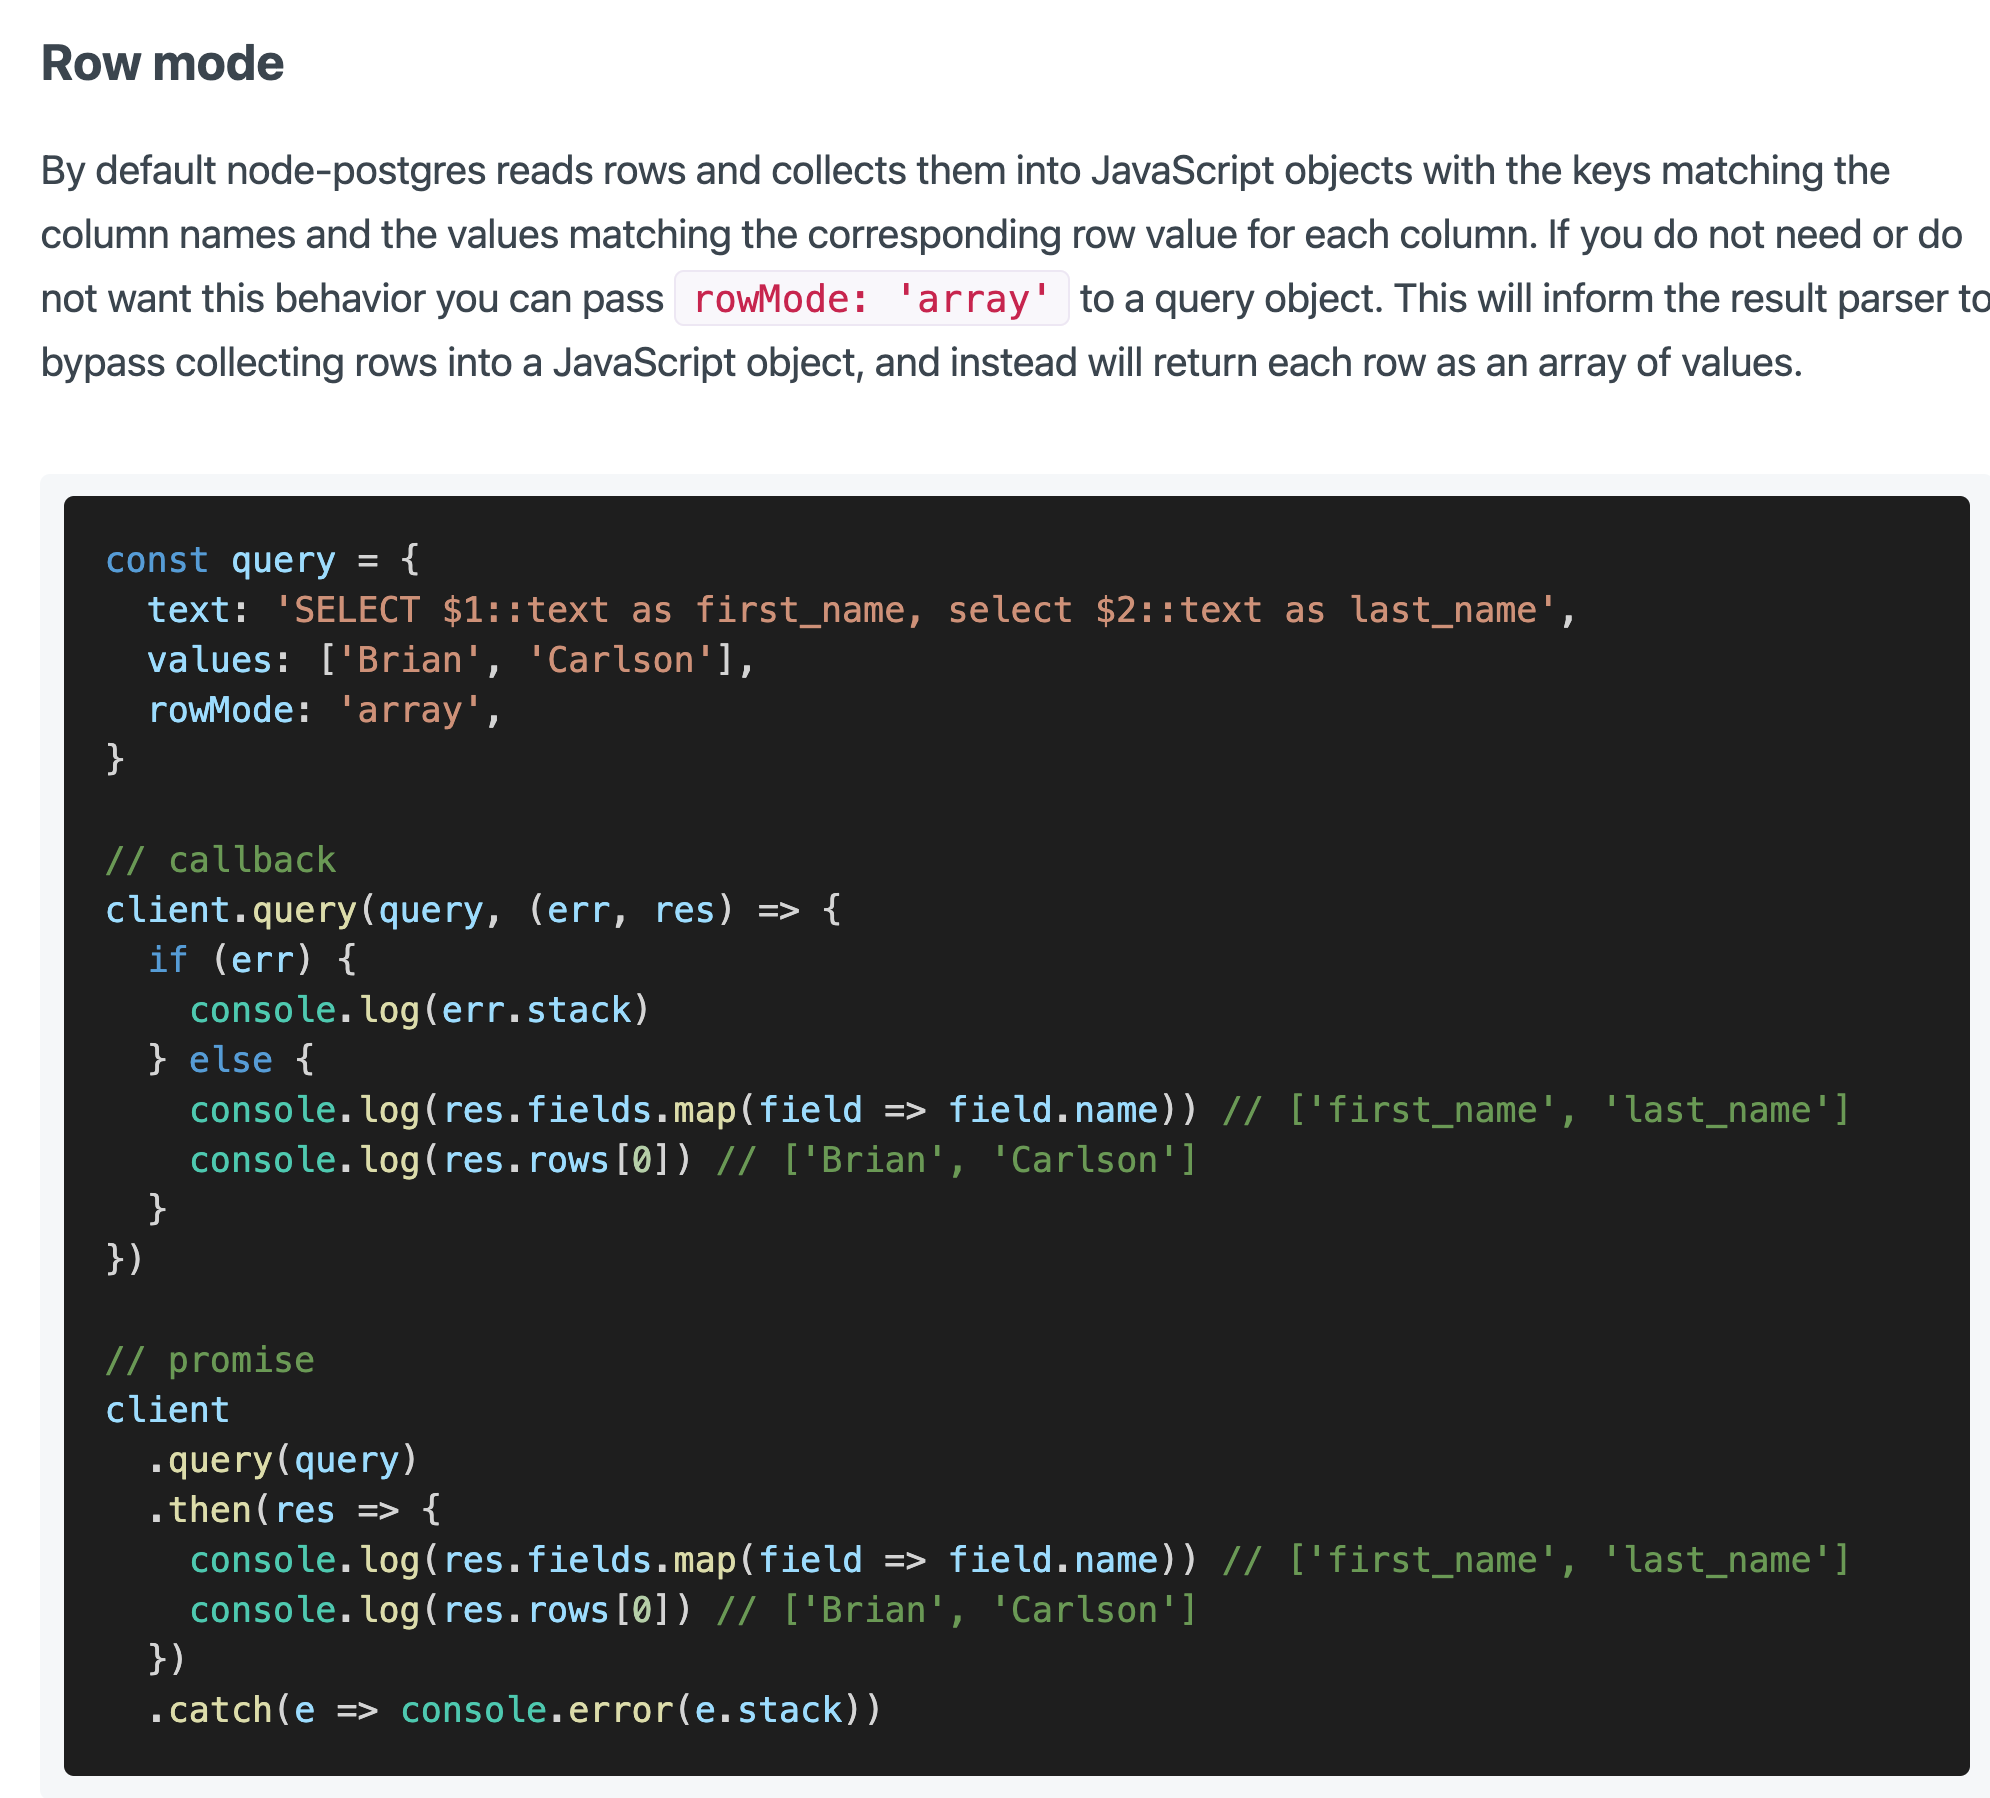 Row mode
By default node-postgres reads rows and collects them into JavaScript objects with the keys matching the
column names and the values matching the corresponding row value for each column. If you do not need or do
not want this behavior you can pass rowMode: 'array' to a query object. This will inform the result parser to
bypass collecting rows into a JavaScript object, and instead will return each row as an array of values.
const query = {
  text: 'SELECT $1::text as first_name, select $2::text as last_name',
  values: ['Brian', 'Carlson'],
  rowMode: 'array',
}
// callback
client.query(query, (err, res) => {
  if (err) {
    console.log(err.stack)
  } else {
    console.log(res.fields.map(field => field.name)) // ['first_name', 'last_name']
    console.log(res.rows[0]) // ['Brian', 'Carlson']
  }
})
// promise
client
  .query(query)
  .then(res => {
    console.log(res.fields.map(field => field.name)) // ['first_name', 'last_name']
    console.log(res.rows[0]) // ['Brian', 'Carlson']
  })
  .catch(e => console.error(e.stack))